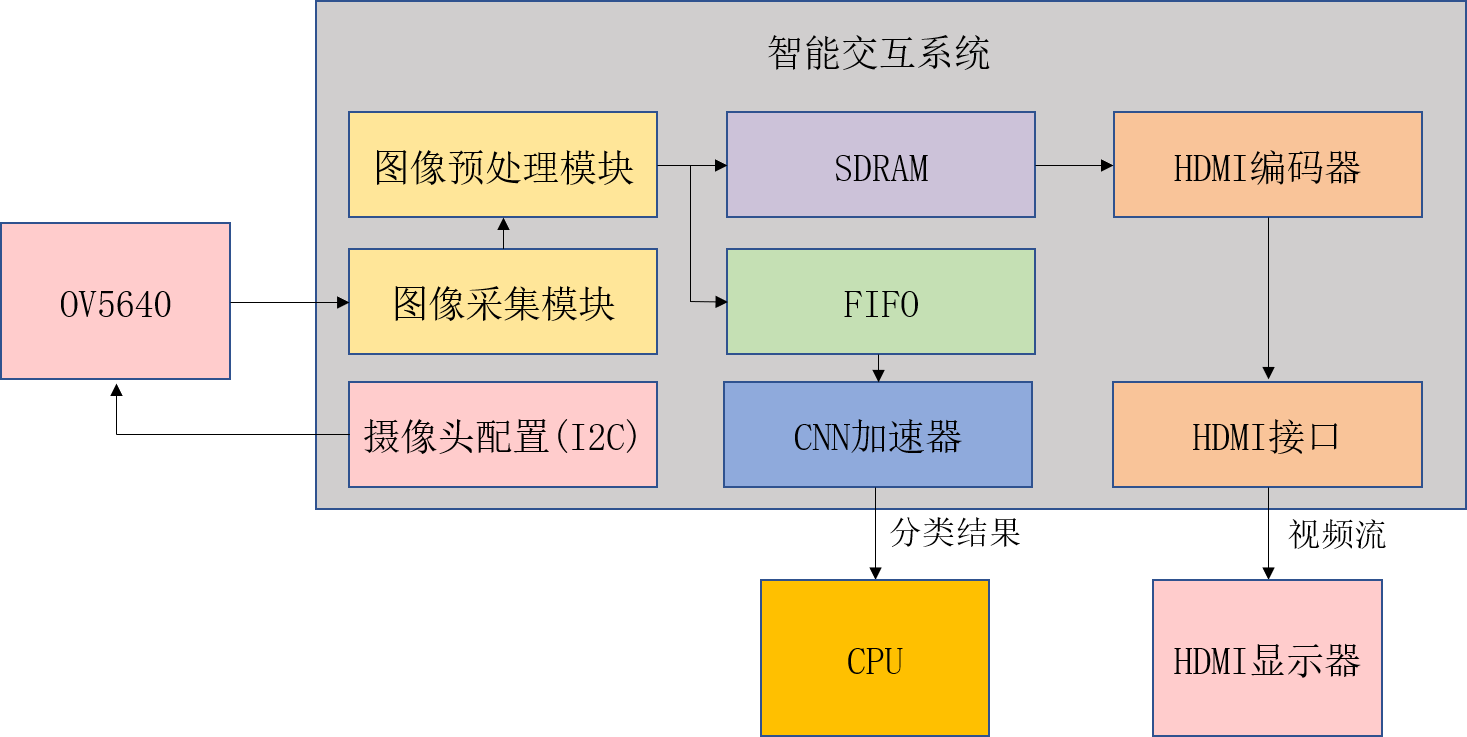 智能交互系统
图像预处理模块
SDRAM
HDMI编码器
OV5640
图像采集模块
FIFO
摄像头配置(I2C)
CNN加速器
HDMI接口
分类结果
视频流
CPU
HDMI显示器